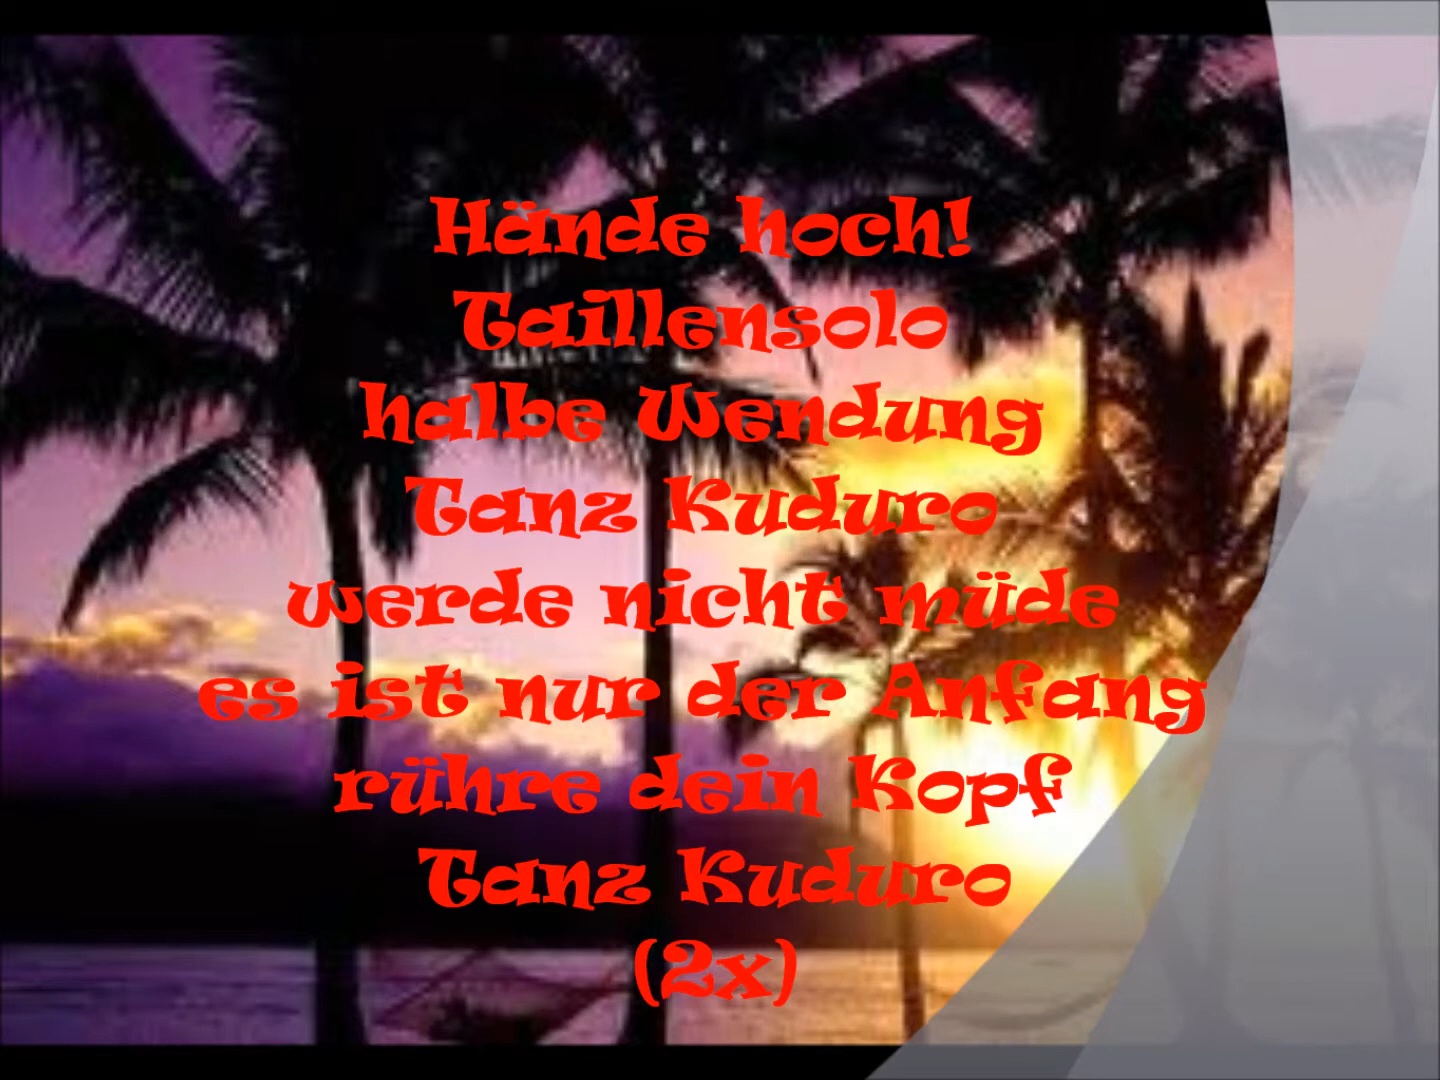 Hände hoch!
Taillensolo
halbe Wendung
Tanz Kuduro
werde nicht müde
es ist nur der Anfang
rühre dein Kopf
Tanz Kuduro
(2x)